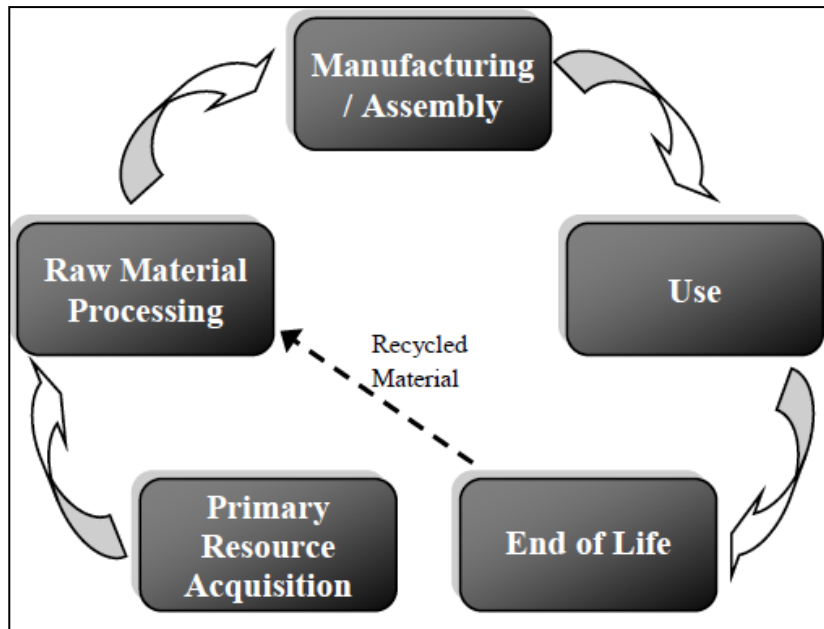 Manufacturing
/ Assembly
Raw Material
Processing
Use
Recycled
Material
Primary
Resource
Acquisition
End of Life